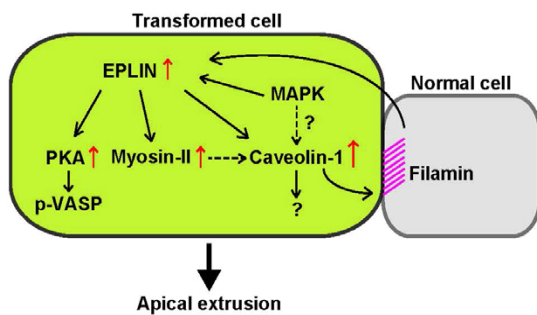 Transformed cell
EPLIN
MAPK
Normal cell
?
PKA Myosin-II Caveolin-1
Filamin
p-VASP
?
Apical extrusion